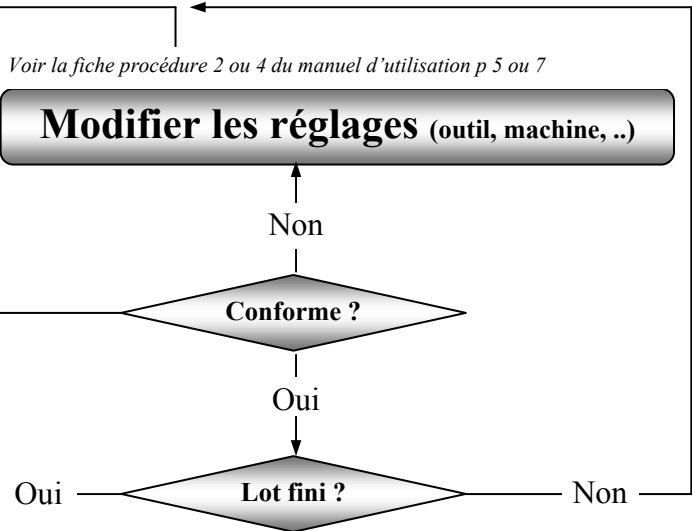 Voir la fiche procédure 2 ou 4 du manuel d’utilisation p 5 ou 7
Modifier les réglages (outil, machine, ..)
Non
Conforme ?
Oui
Oui
Lot fini ?
Non